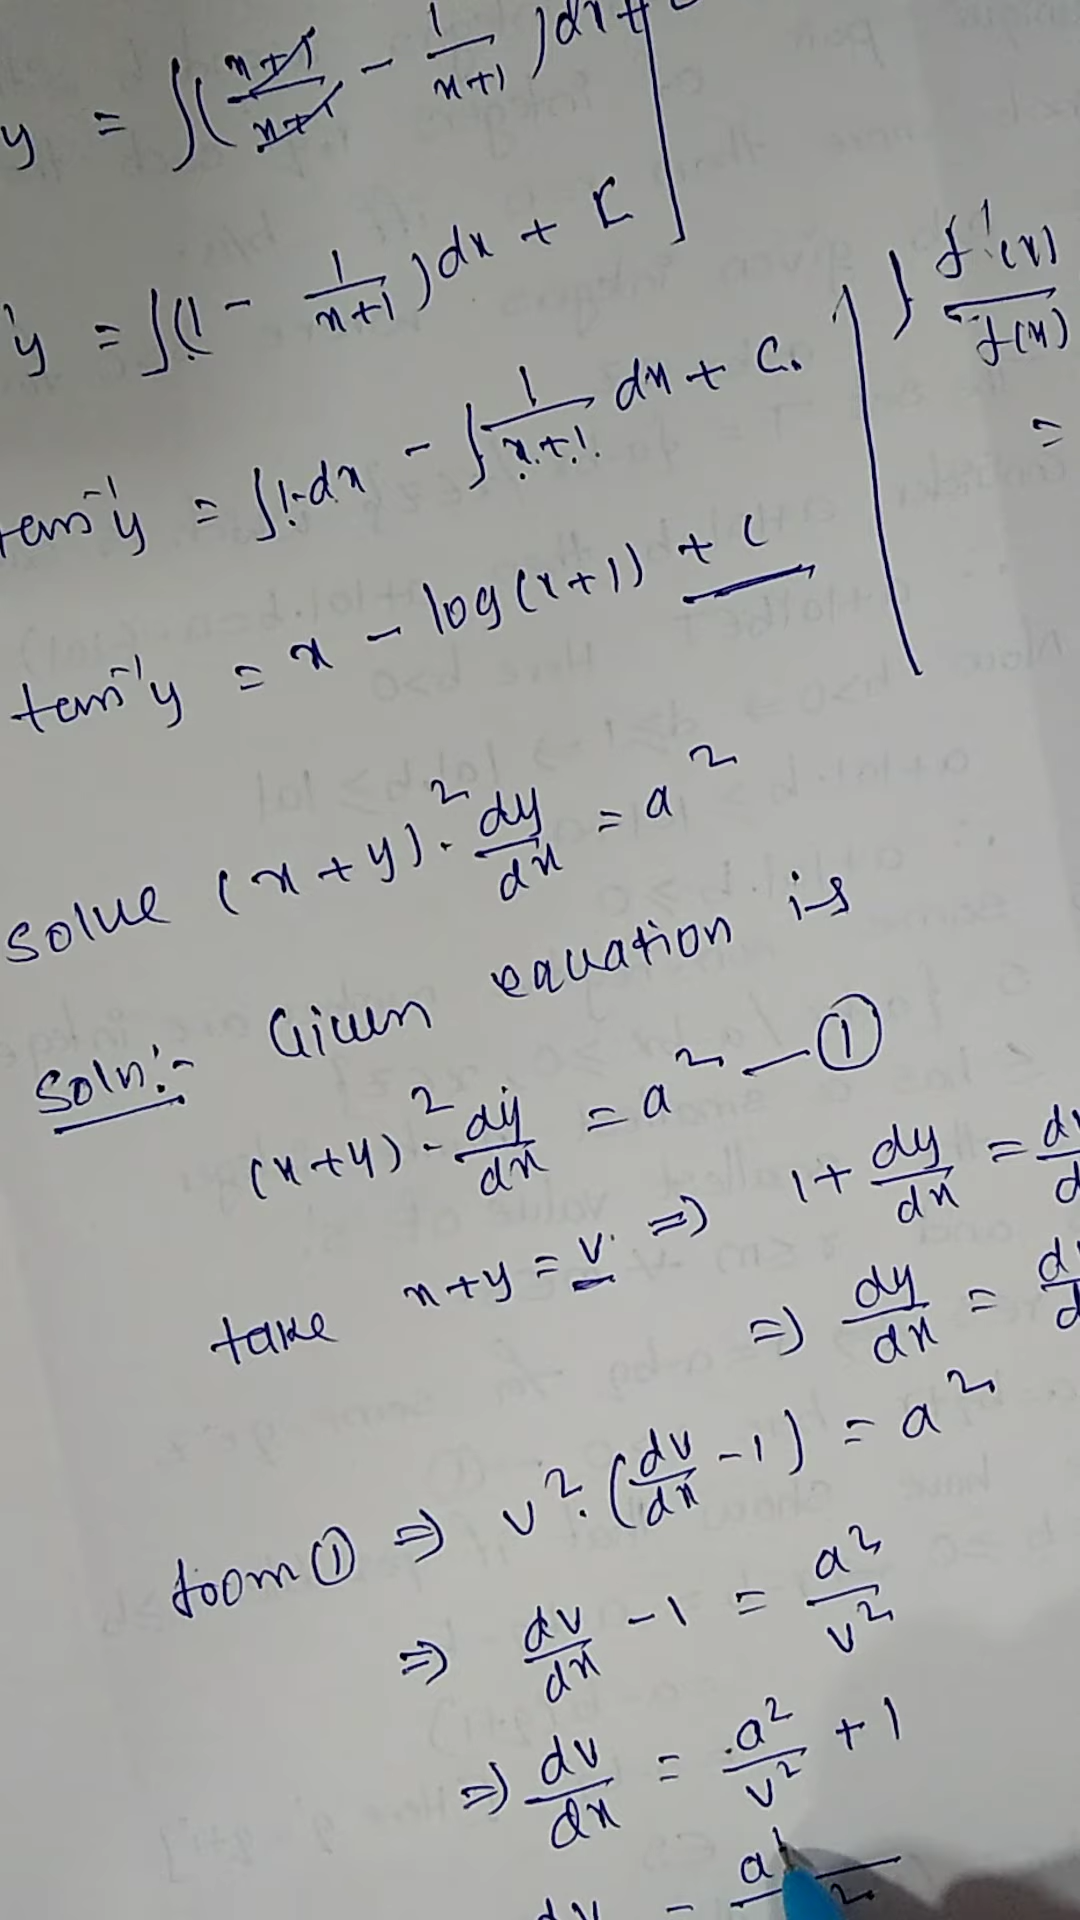 y = ∫(x+1/x+1 - 1/x+1)dx +
y = ∫(1 - 1/x+1)dx + C
tan⁻¹y = ∫1.dx - ∫1/x+1 dx + C.
∫ f'(x)/f(x) =
tan⁻¹y = x - log(x+1) + C
solve (x+y)².dy/dx = a²
Soln:- Given equation is
(x+y)².dy/dx = a² — ①
take x+y = v. ⇒ 1 + dy/dx =
⇒ dy/dx =
from ① ⇒ v².(dv/dx - 1) = a²
⇒ dv/dx - 1 = a²/v²
⇒ dv/dx = a²/v² + 1